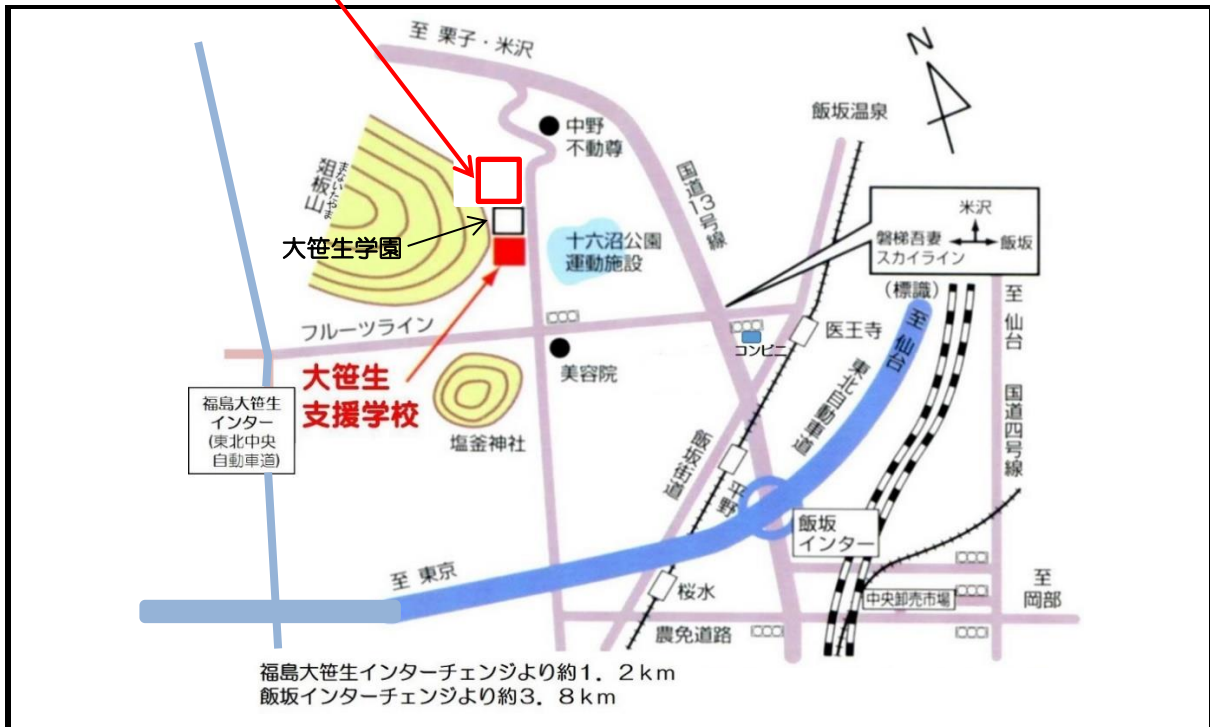 至 栗子・米沢
N
飯坂温泉
中野
不動尊
国道13号線
まないたやま
俎板山
米沢
磐梯吾妻
スカイライン
飯坂
(標識)
大笹生学園
十六沼公園
運動施設
至 仙台
至 仙台
国道四号線
フルーツライン
医王寺
コンビニ
東北自動車道
大笹生
支援学校
美容院
福島大笹生
インター
(東北中央
自動車道)
塩釜神社
飯坂街道
平野
飯坂
インター
至 東京
桜水
中央卸売市場
至
岡部
農免道路
福島大笹生インターチェンジより約1．2km
飯坂インターチェンジより約3．8km